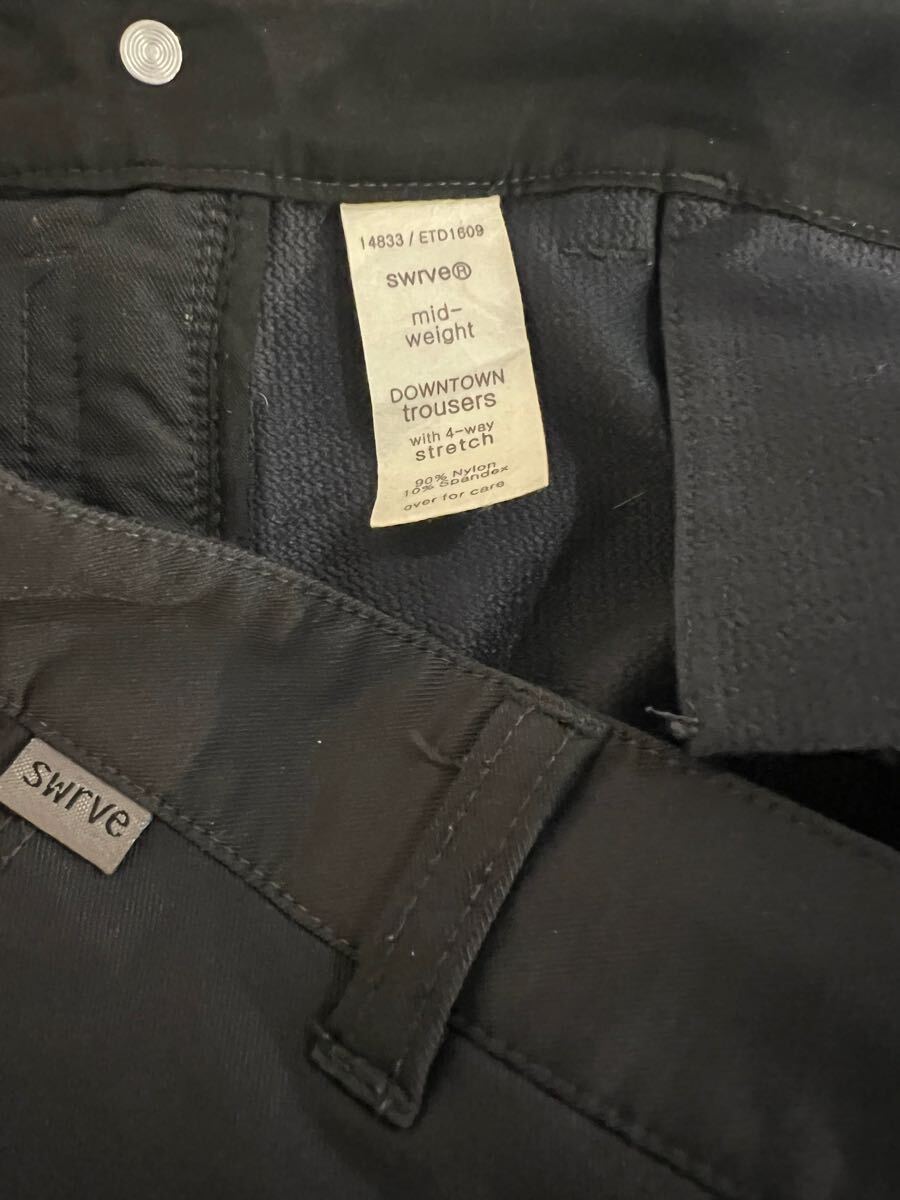 14833 / ETD1609
swrve®
mid-
weight
DOWNTOWN
trousers
with 4-way
stretch
90% Nylon
10% Spandex
over for care
swrve